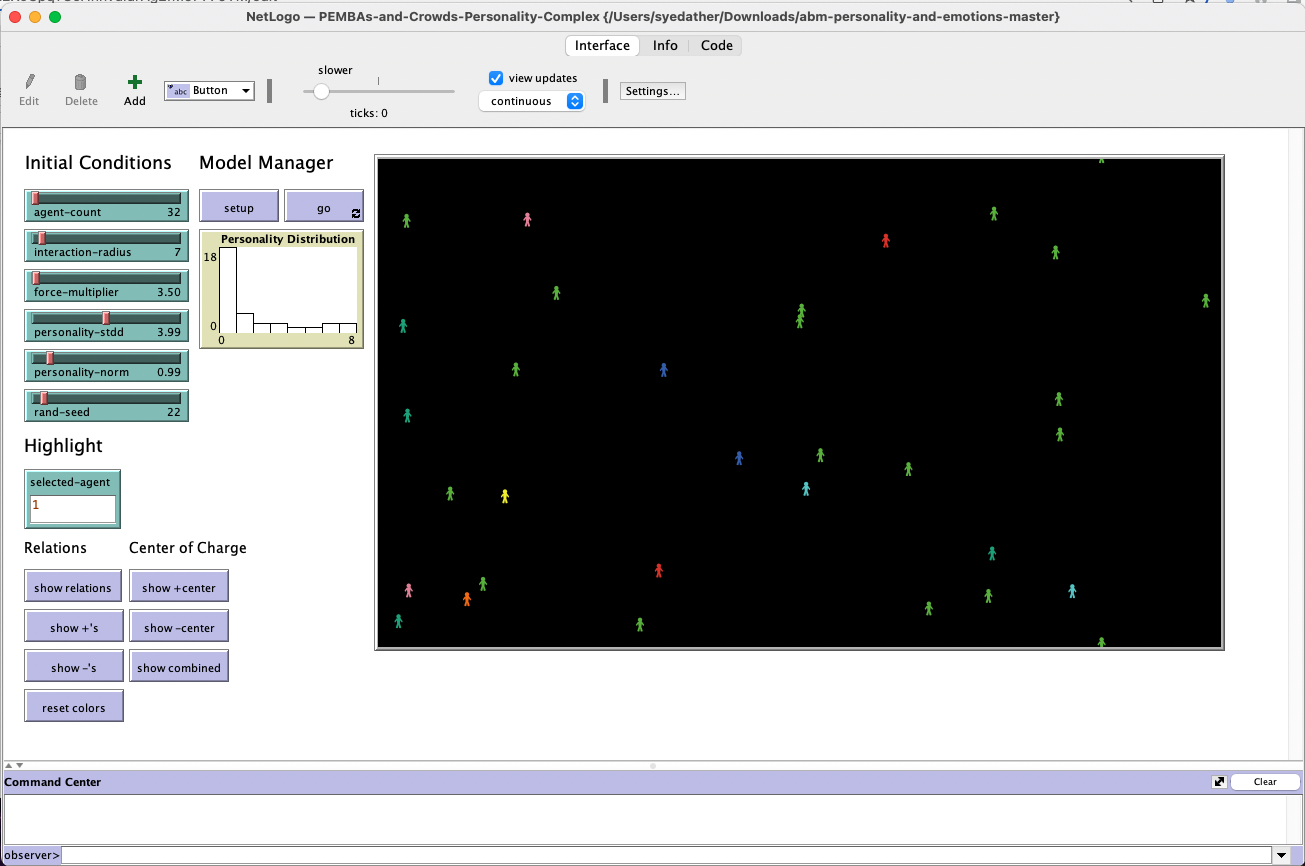 NetLogo — PEMBAs-and-Crowds-Personality-Complex {/Users/syedather/Downloads/abm-personality-and-emotions-master}
Interface Info Code
Edit Delete Add abc Button
slower
ticks: 0
view updates
continuous
Settings...
Initial Conditions
agent-count 32
interaction-radius 7
force-multiplier 3.50
personality-stdd 3.99
personality-norm 0.99
rand-seed 22
Model Manager
setup go
Personality Distribution
18
0
0 8
Highlight
selected-agent
1
Relations Center of Charge
show relations show +center
show +'s show -center
show -'s show combined
reset colors
Command Center Clear
observer>